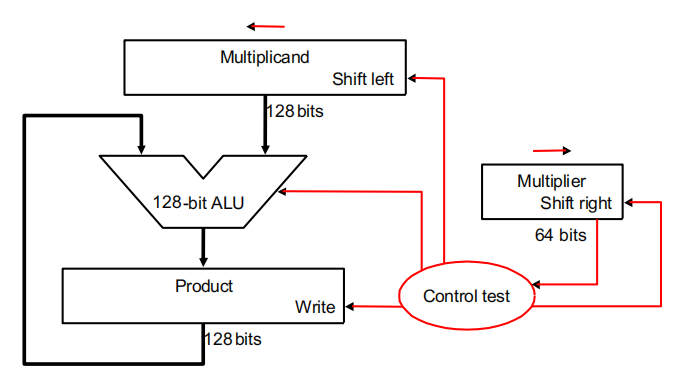 Multiplicand
Shift left
128 bits
128-bit ALU
Multiplier
Shift right
64 bits
Product
Write
Control test
128 bits